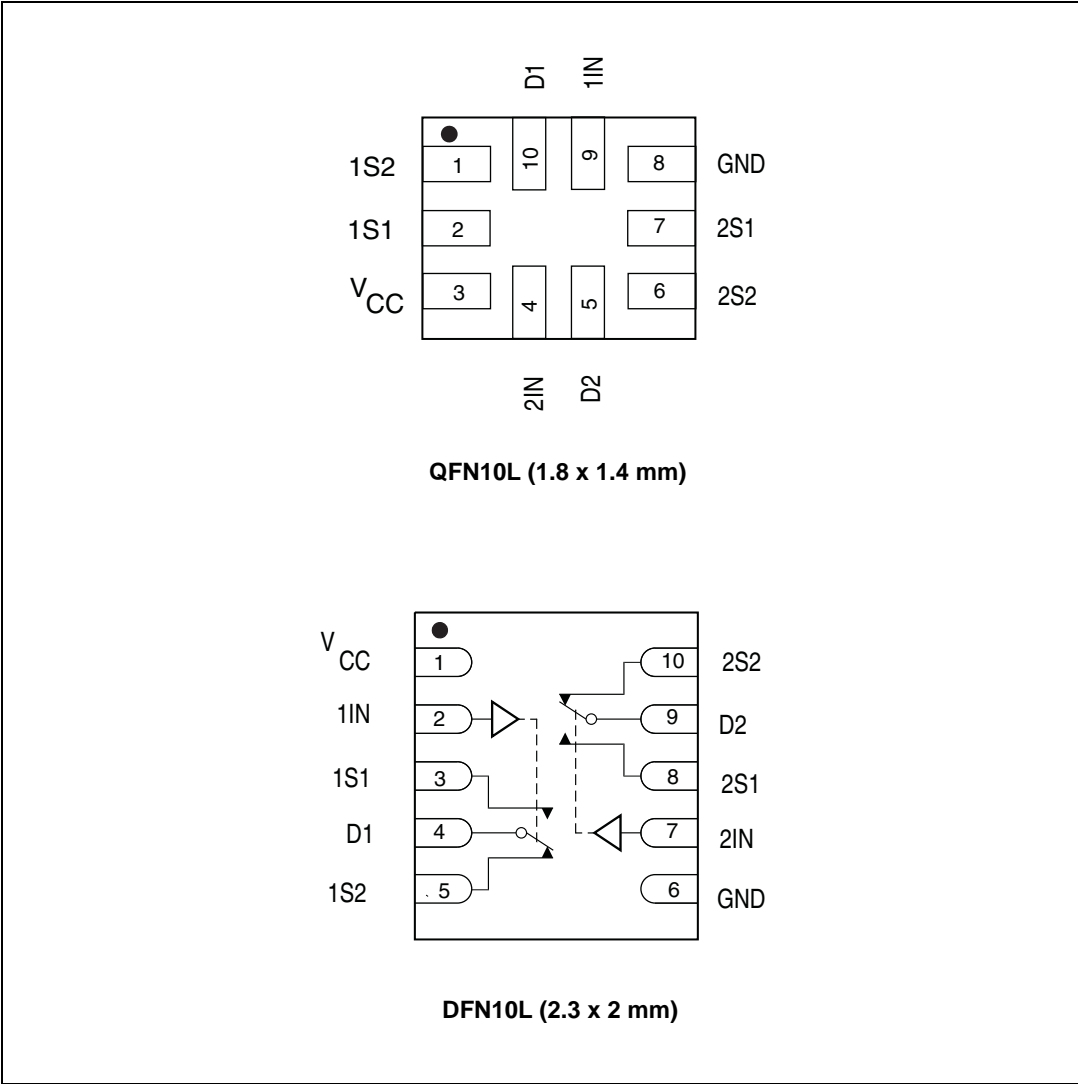 D1 1IN
1S2 1 10 9 8 GND
1S1 2 7 2S1
VCC 3 4 5 6 2S2
2IN D2
QFN10L (1.8 x 1.4 mm)
VCC 1 10 2S2
1IN 2 9 D2
1S1 3 8 2S1
D1 4 7 2IN
1S2 5 6 GND
DFN10L (2.3 x 2 mm)